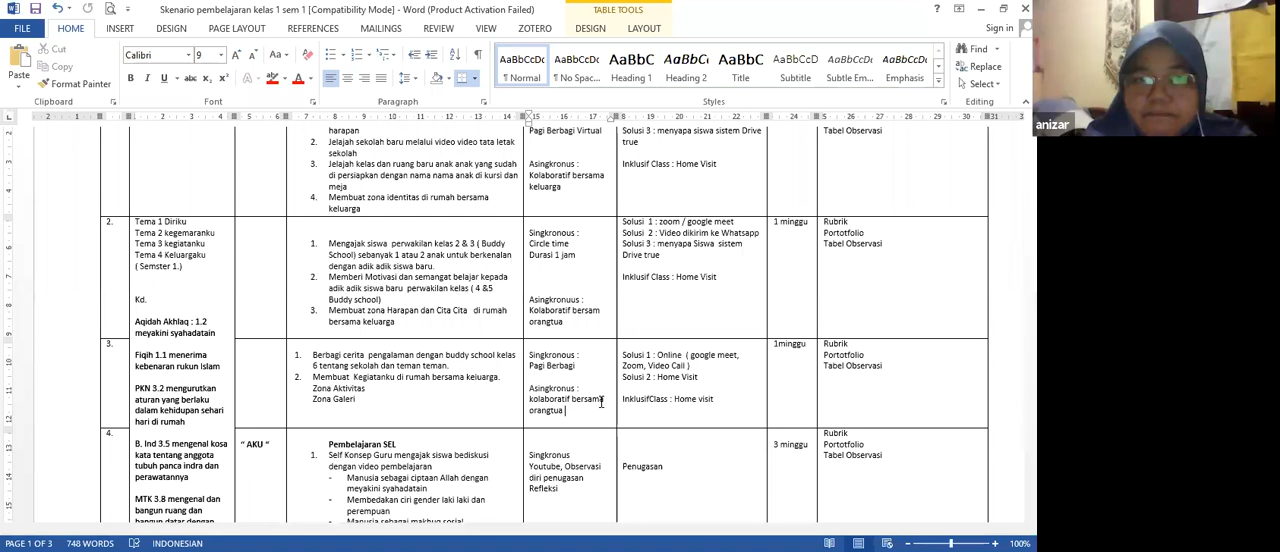 Skenario pembelajaran kelas 1 sem 1 [Compatibility Mode] - Word (Product Activation Failed)
TABLE TOOLS
FILE HOME INSERT PAGE LAYOUT REFERENCES MAILINGS REVIEW VIEW ZOTERO DESIGN LAYOUT Sign in
Paste
Cut
Copy
Format Painter
Clipboard
Calibri 9
Font
Paragraph
AaBbCcDc ¶ Normal
AaBbCcDc ¶ No Spac...
AaBbC Heading 1
AaBbC Heading 2
AaBbC Title
AaBbCcD Subtitle
AaBbCcDc Subtle Em...
AaBbCcDc Emphasis
Styles
Find
Replace
Select
Editing
anizar
harapan
2. Jelajah sekolah baru melalui video video tata letak
sekolah
3. Jelajah kelas dan ruang baru anak anak yang sudah
di persiapkan dengan nama nama anak di kursi dan
meja
4. Membuat zona identitas di rumah bersama
keluarga
Pagi Berbagi Virtual
Asingkronus :
Kolaboratif bersama
keluarga
Solusi 3 : menyapa siswa sistem Drive
true
Inklusif Class : Home Visit
Tabel Observasi
2.
Tema 1 Diriku
Tema 2 kegemaranku
Tema 3 kegiatanku
Tema 4 Keluargaku
( Semster 1.)
Kd.
Aqidah Akhlaq : 1.2
meyakini syahadatain
Fiqih 1.1 menerima
kebenaran rukun Islam
PKN 3.2 mengurutkan
aturan yang berlaku
dalam kehidupan sehari
hari di rumah
B. Ind 3.5 mengenal kosa
kata tentang anggota
tubuh panca indra dan
perawatannya
MTK 3.8 mengenal dan
bangun ruang dan
bangun datar dengan
1. Mengajak siswa perwakilan kelas 2 & 3 ( Buddy
School) sebanyak 1 atau 2 anak untuk berkenalan
dengan adik adik siswa baru.
2. Memberi Motivasi dan semangat belajar kepada
adik adik siswa baru perwakilan kelas ( 4 &5
Buddy school)
3. Membuat zona Harapan dan Cita Cita di rumah
bersama keluarga
Singkronous :
Circle time
Durasi 1 jam
Asingkronuus :
Kolaboratif bersam
orangtua
Solusi 1 : zoom / google meet
Solusi 2 : Video dikirim ke Whatsapp
Solusi 3 : menyapa Siswa sistem
Drive true
Inklusif Class : Home Visit
1 minggu
Rubrik
Portotfolio
Tabel Observasi
3.
1. Berbagi cerita pengalaman dengan buddy school kelas
6 tentang sekolah dan teman teman.
2. Membuat Kegiatanku di rumah bersama keiuarga.
Zona Aktivitas
Zona Galeri
Singkronous :
Pagi Berbagi
Asingkronus :
kolaboratif bersama
orangtua
Solusi 1 : Online ( google meet,
Zoom, Video Call )
Solusi 2 : Home Visit
InklusifClass : Home visit
1minggu
Rubrik
Portofolio
Tabel Observasi
4.
“ AKU “
Pembelajaran SEL
1. Self Konsep Guru mengajak siswa bediskusi
dengan video pembelajaran
- Manusia sebagai ciptaan Allah dengan
meyakini syahadatain
- Membedakan ciri gender laki laki dan
perempuan
- Manusia sebagai makhug sosial
Singkronus
Youtube, Observasi
diri penugasan
Refleksi
Penugasan
3 minggu
Rubrik
Portotfolio
Tabel Observasi
PAGE 1 OF 3 748 WORDS INDONESIAN 100%